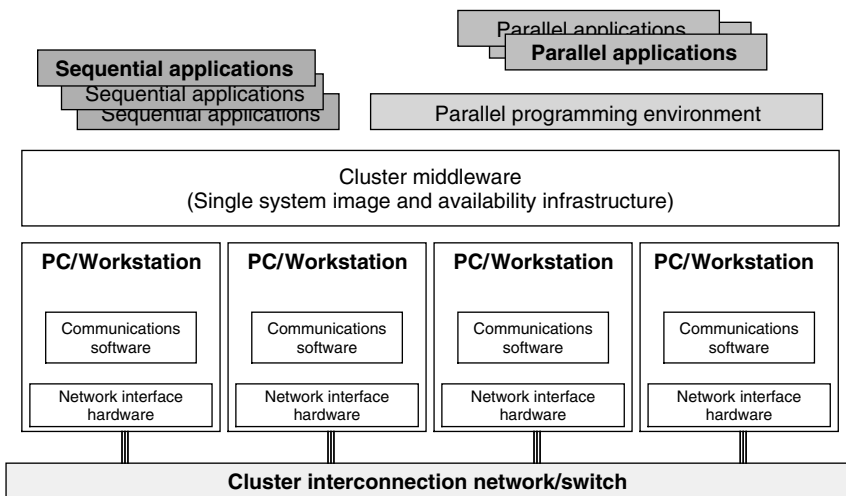 Parallel applications
Parallel applications
Sequential applications
Sequential applications
Sequential applications
Parallel programming environment
Cluster middleware
(Single system image and availability infrastructure)
PC/Workstation
PC/Workstation
PC/Workstation
PC/Workstation
Communications
software
Communications
software
Communications
software
Communications
software
Network interface
hardware
Network interface
hardware
Network interface
hardware
Network interface
hardware
Cluster interconnection network/switch